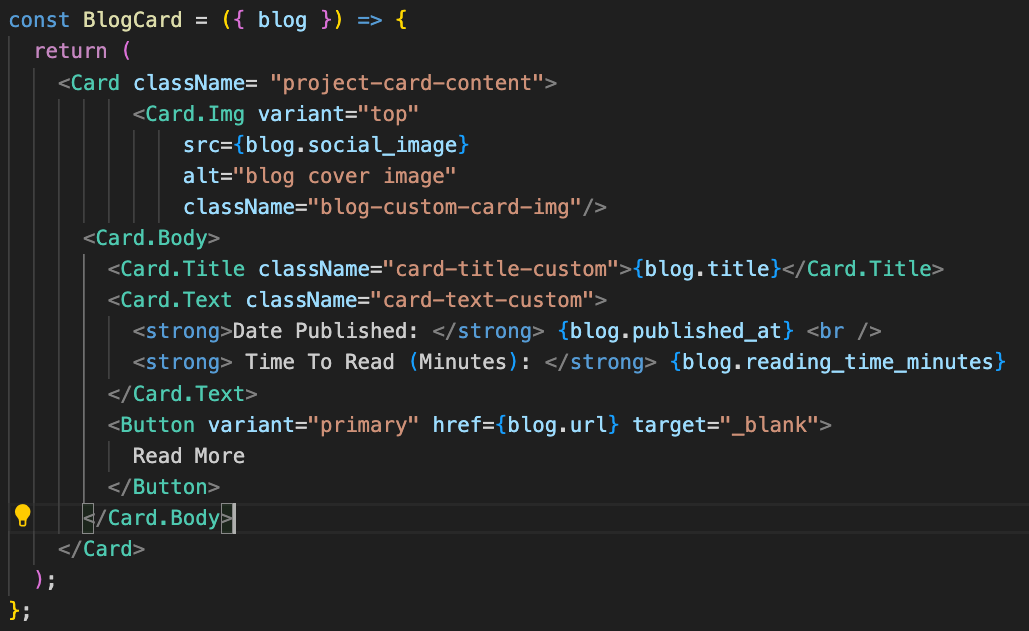 const BlogCard = ({ blog }) => {
  return (
    <Card className= "project-card-content">
          <Card.Img variant="top"
              src={blog.social_image}
              alt="blog cover image"
              className="blog-custom-card-img"/>
      <Card.Body>
        <Card.Title className="card-title-custom">{blog.title}</Card.Title>
        <Card.Text className="card-text-custom">
          <strong>Date Published: </strong> {blog.published_at} <br />
          <strong> Time To Read (Minutes): </strong> {blog.reading_time_minutes}
        </Card.Text>
        <Button variant="primary" href={blog.url} target="_blank">
          Read More
        </Button>
      </Card.Body>
    </Card>
  );
};